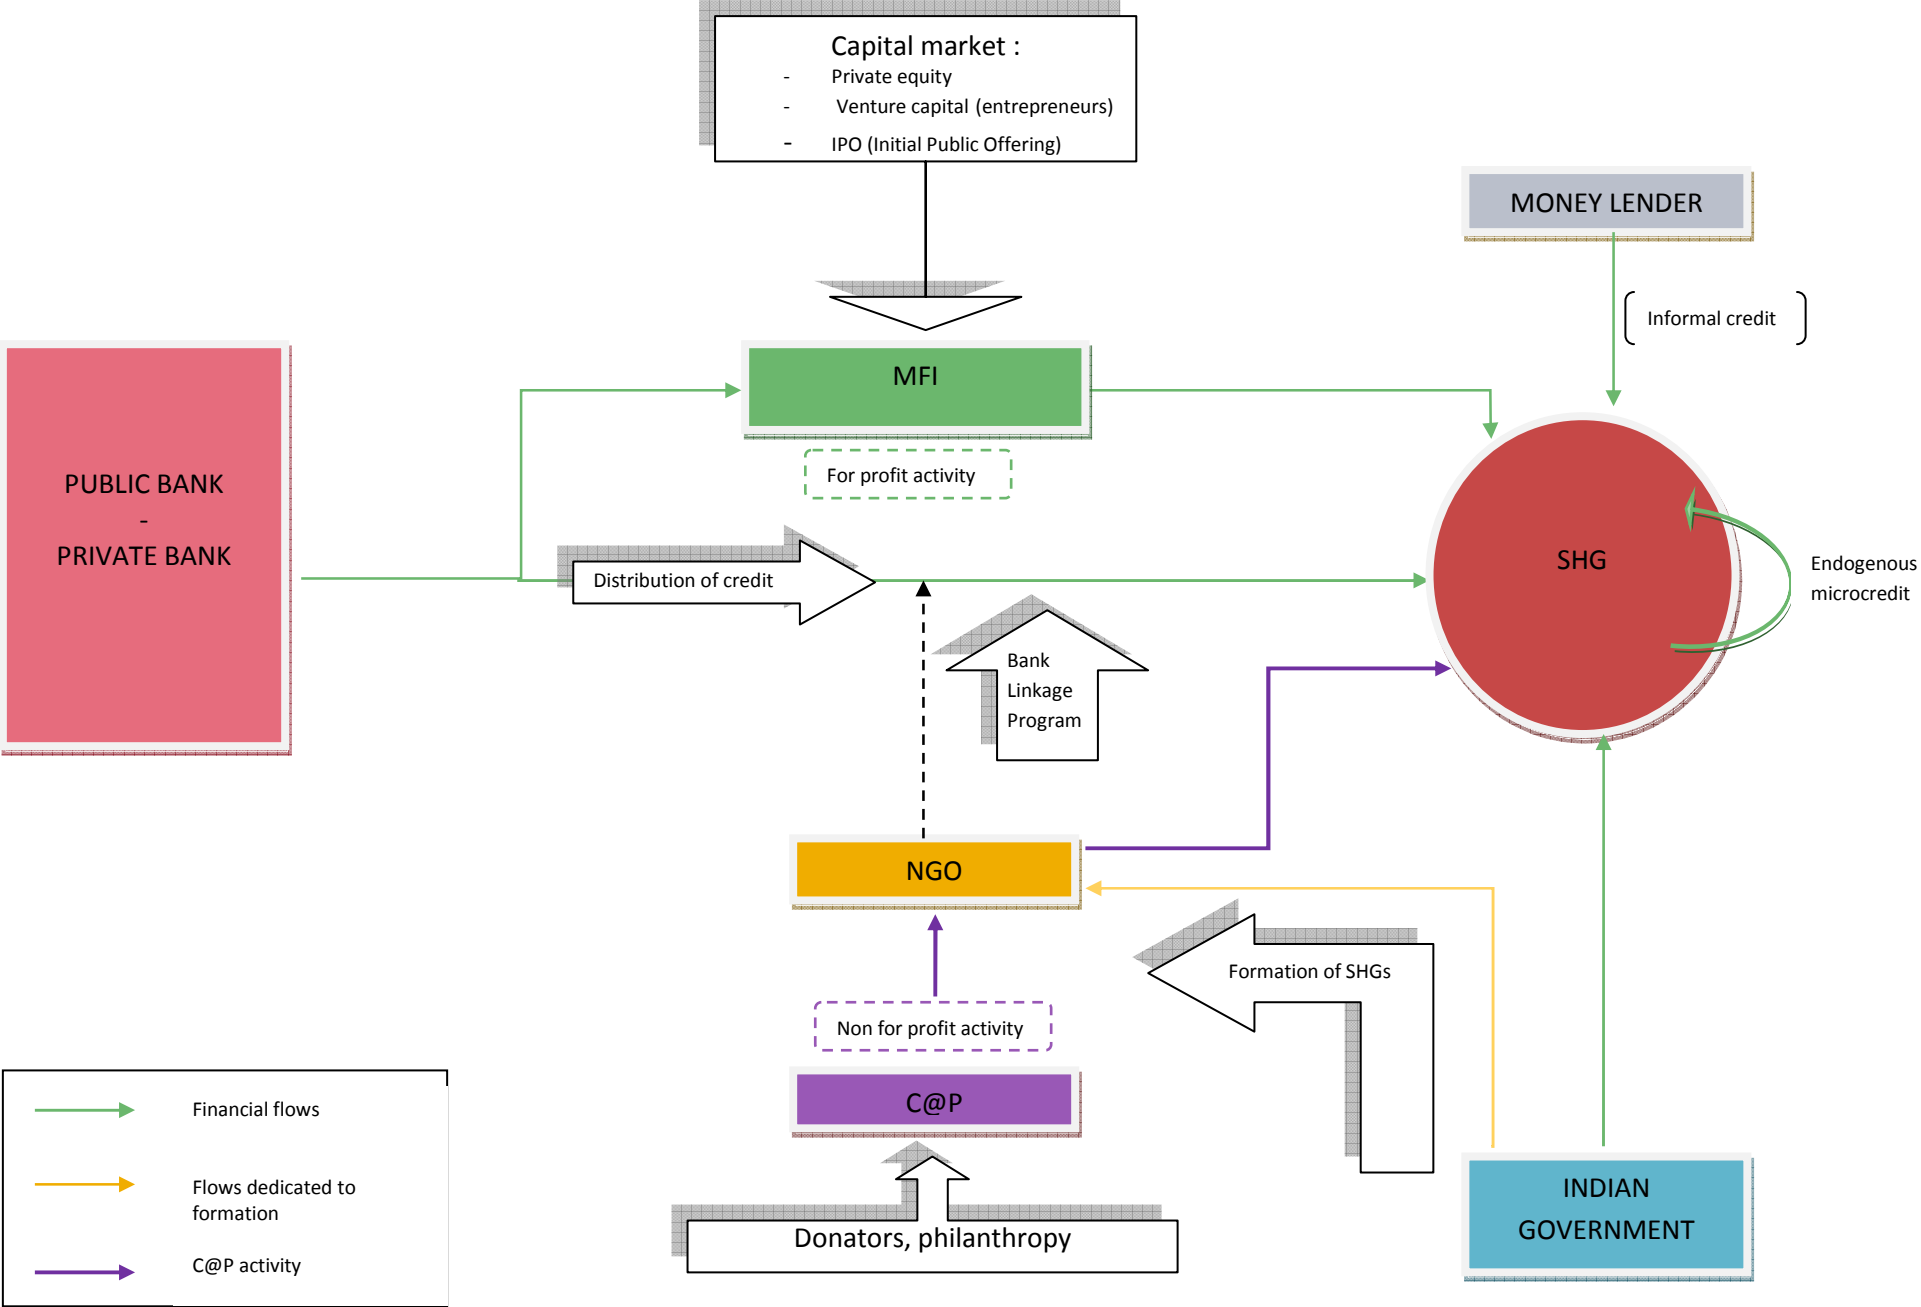 Capital market :
- Private equity
- Venture capital (entrepreneurs)
- IPO (Initial Public Offering)
MONEY LENDER
Informal credit
MFI
For profit activity
PUBLIC BANK
-
PRIVATE BANK
Distribution of credit
SHG
Endogenous
microcredit
Bank
Linkage
Program
NGO
Formation of SHGs
Non for profit activity
C@P
Donators, philanthropy
INDIAN
GOVERNMENT
Financial flows
Flows dedicated to
formation
C@P activity